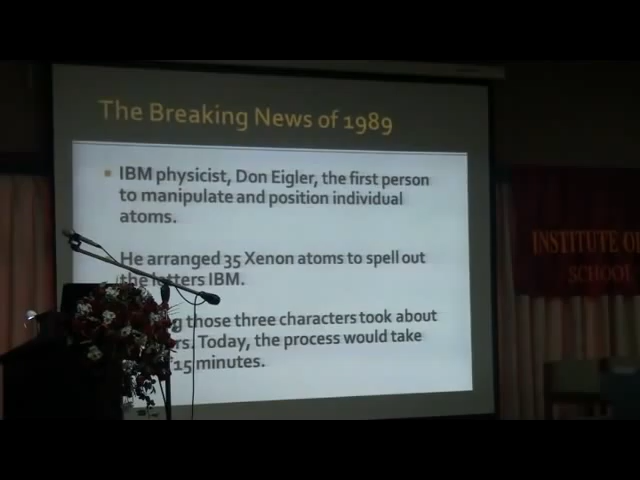 The Breaking News of 1989
IBM physicist, Don Eigler, the first person
to manipulate and position individual
atoms.
He arranged 35 Xenon atoms to spell out
the letters IBM.
those three characters took about
Today, the process would take
15 minutes.
INSTITUTE OF
SCHOOL